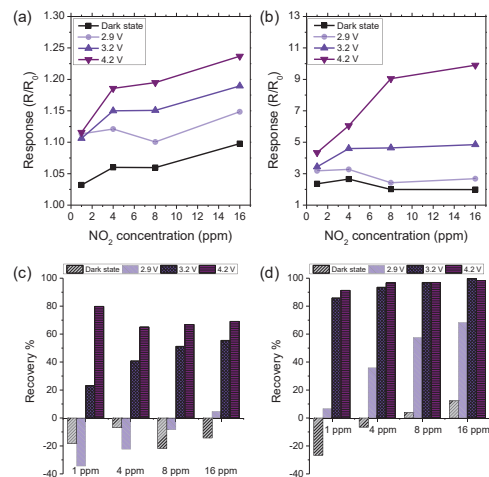 (a)
Dark state
2.9 V
3.2 V
4.2 V
Response (R/R0)
1.30
1.25
1.20
1.15
1.10
1.05
1.00
0 2 4 6 8 10 12 14 16
NO2 concentration (ppm)
(b)
Dark state
2.9 V
3.2 V
4.2 V
Response (R/R0)
15
13
11
9
7
5
3
1
0 2 4 6 8 10 12 14 16
NO2 concentration (ppm)
(c)
Dark state 2.9 V 3.2 V 4.2 V
Recovery %
100
80
60
40
20
0
-20
-40
1 ppm 4 ppm 8 ppm 16 ppm
(d)
Dark state 2.9 V 3.2 V 4.2 V
Recovery %
100
80
60
40
20
0
-20
-40
1 ppm 4 ppm 8 ppm 16 ppm